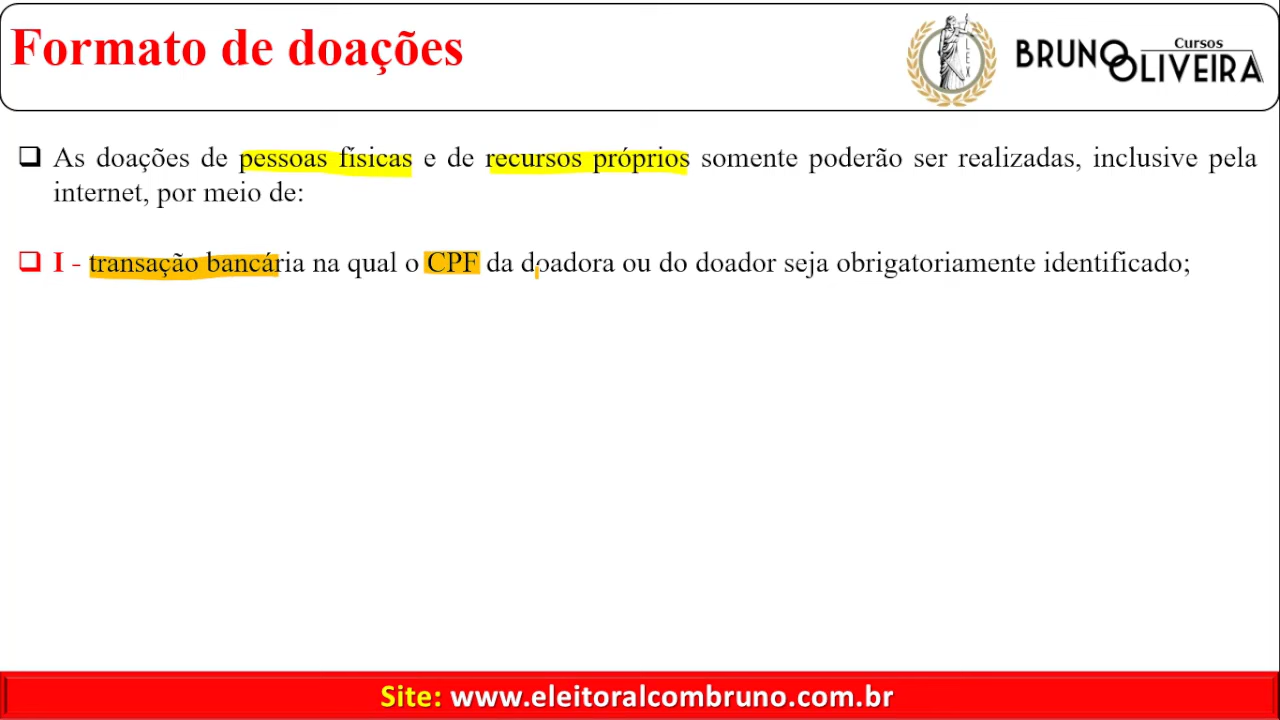 Formato de doações
Cursos
BRUNO OLIVEIRA
LEX
As doações de pessoas físicas e de recursos próprios somente poderão ser realizadas, inclusive pela
internet, por meio de:
I - transação bancária na qual o CPF da doadora ou do doador seja obrigatoriamente identificado;
Site: www.eleitoralcombruno.com.br